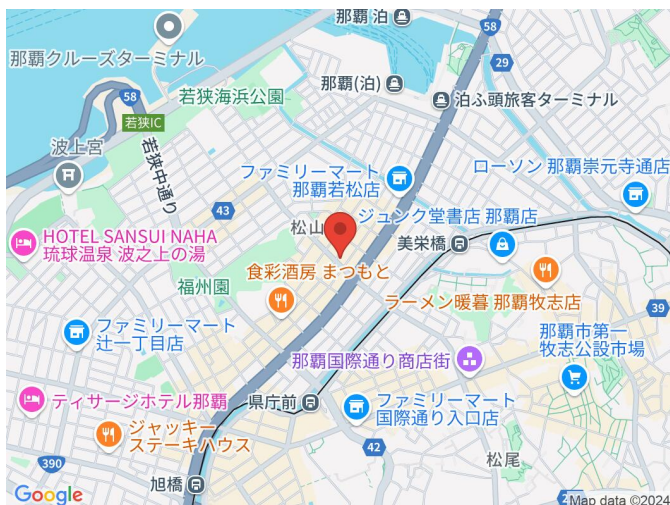 那覇 泊
58
那覇クルーズターミナル
29
那覇(泊)
若狭海浜公園
泊ふ頭旅客ターミナル
58
若狭IC
波上宮
若狭中通り
ファミリーマート
那覇若松店
ローソン 那覇崇元寺通店
43
松山
ジュンク堂書店 那覇店
HOTEL SANSUI NAHA
琉球温泉 波之上の湯
美栄橋
食彩酒房 まつもと
福州園
ラーメン暖暮 那覇牧志店
39
ファミリーマート
辻一丁目店
那覇市第一
牧志公設市場
那覇国際通り商店街
ティサージホテル那覇
県庁前
ファミリーマート
国際通り入口店
ジャッキー
ステーキハウス
42
松尾
390
旭橋
Google
Map data ©2024